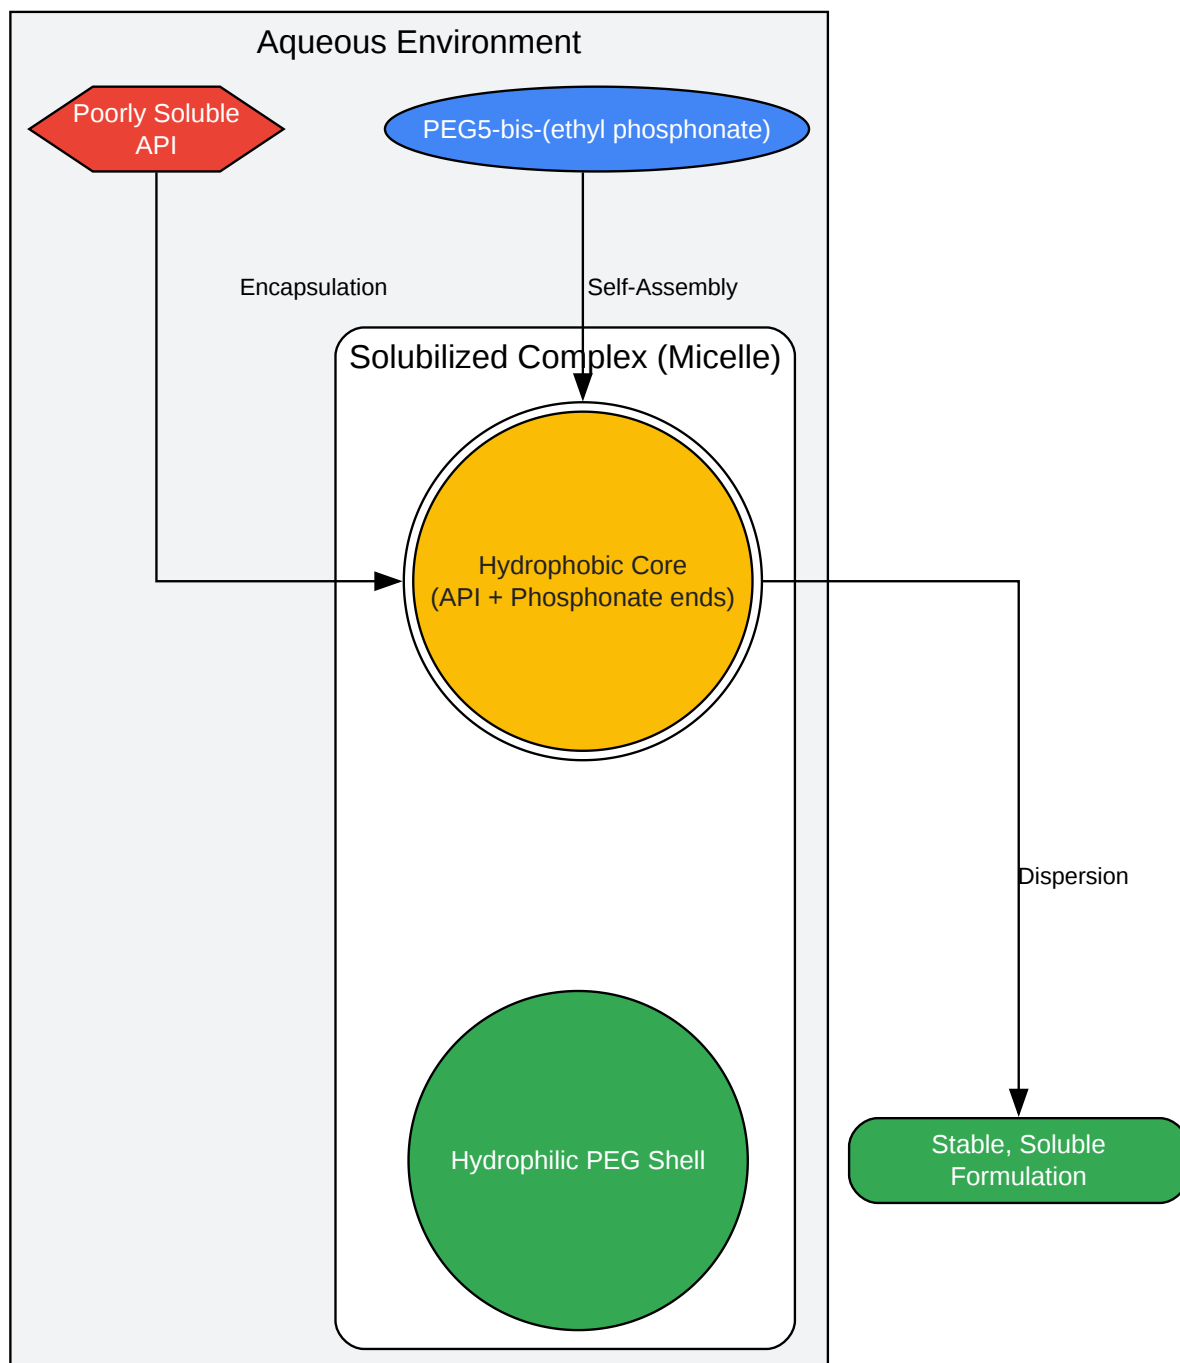 Aqueous Environment
Poorly Soluble
API
PEG5-bis-(ethyl phosphonate)
Encapsulation
Self-Assembly
Solubilized Complex (Micelle)
Hydrophobic Core
(API + Phosphonate ends)
Dispersion
Hydrophilic PEG Shell
Stable, Soluble
Formulation